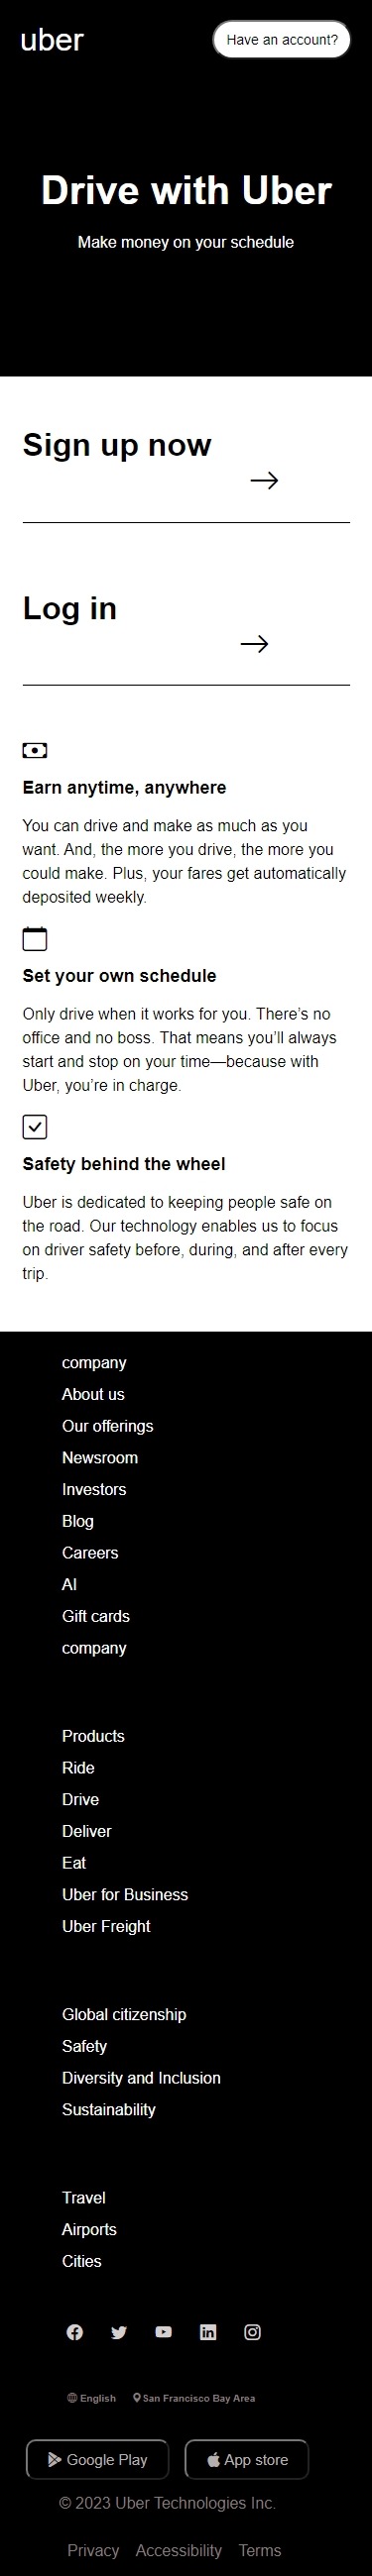 uber
Have an account?
Drive with Uber
Make money on your schedule
Sign up now
Log in
Earn anytime, anywhere
You can drive and make as much as you
want. And, the more you drive, the more you
could make. Plus, your fares get automatically
deposited weekly.
Set your own schedule
Only drive when it works for you. There’s no
office and no boss. That means you’ll always
start and stop on your time—because with
Uber, you’re in charge.
Safety behind the wheel
Uber is dedicated to keeping people safe on
the road. Our technology enables us to focus
on driver safety before, during, and after every
trip.
company
About us
Our offerings
Newsroom
Investors
Blog
Careers
AI
Gift cards
company
Products
Ride
Drive
Deliver
Eat
Uber for Business
Uber Freight
Global citizenship
Safety
Diversity and Inclusion
Sustainability
Travel
Airports
Cities
English San Francisco Bay Area
Google Play App store
© 2023 Uber Technologies Inc.
Privacy Accessibility Terms